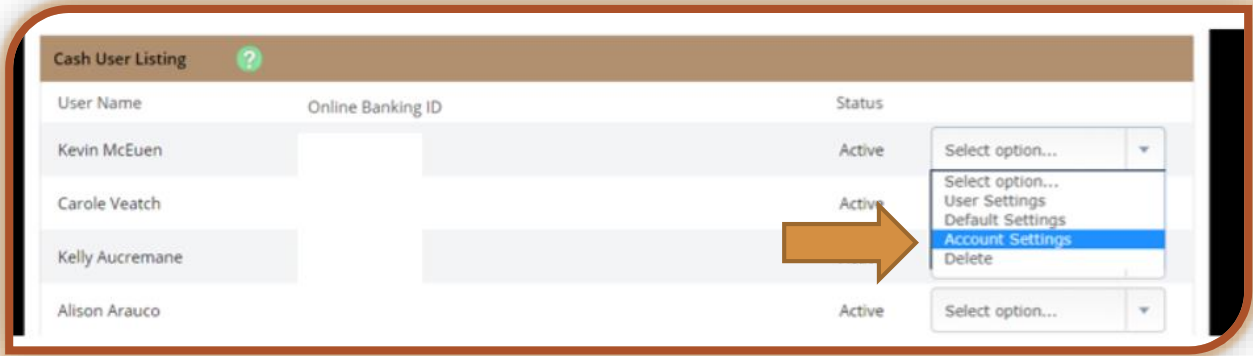 Cash User Listing ?
User Name Online Banking ID Status
Kevin McEuen Active Select option...
Select option...
User Settings
Carole Veatch Active
Default Settings
Account Settings
Kelly Aucremane
Delete
Alison Arauco Active Select option...